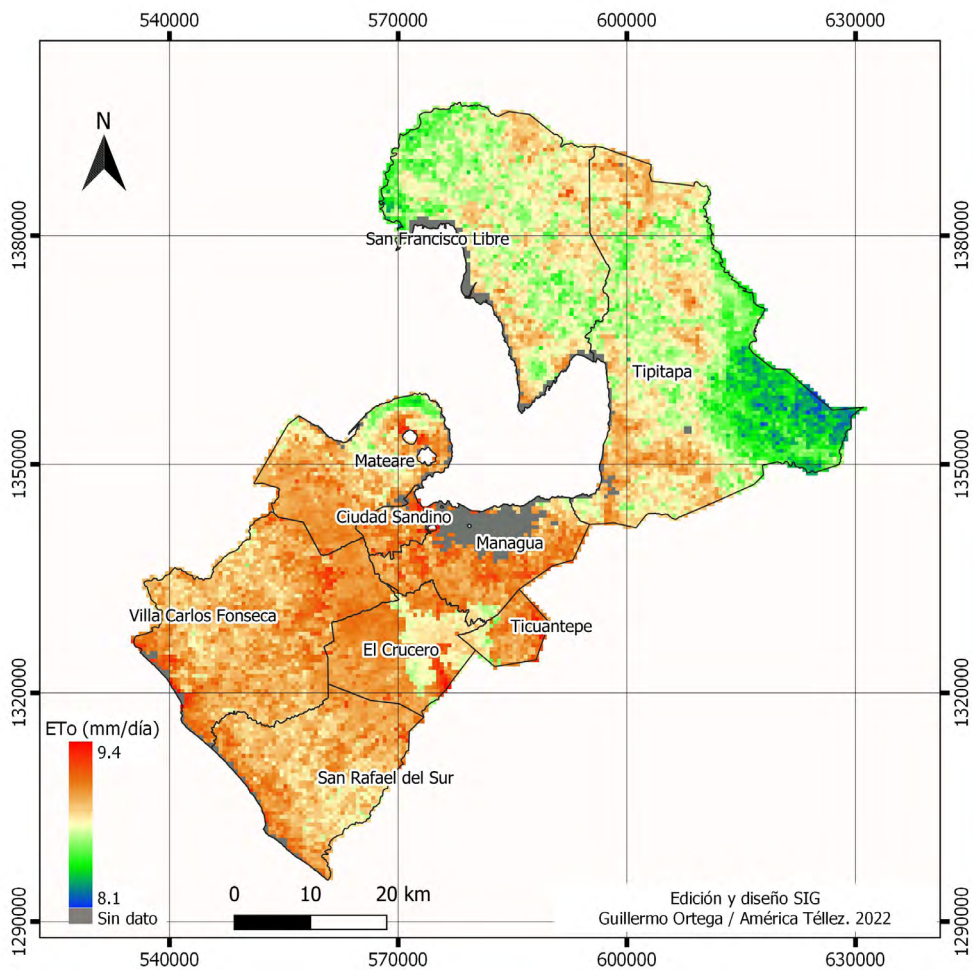 540000
570000
600000
630000
N
1380000
1380000
San Francisco Libre
Tipitapa
1350000
1350000
Mateare
Ciudad Sandino
Managua
Villa Carlos Fonseca
Ticuantepe
El Crucero
1320000
1320000
ETo (mm/día)
9.4
8.1
Sin dato
San Rafael del Sur
0 10 20 km
Edición y diseño SIG
Guillermo Ortega / América Téllez. 2022
1290000
1290000
540000
570000
600000
630000